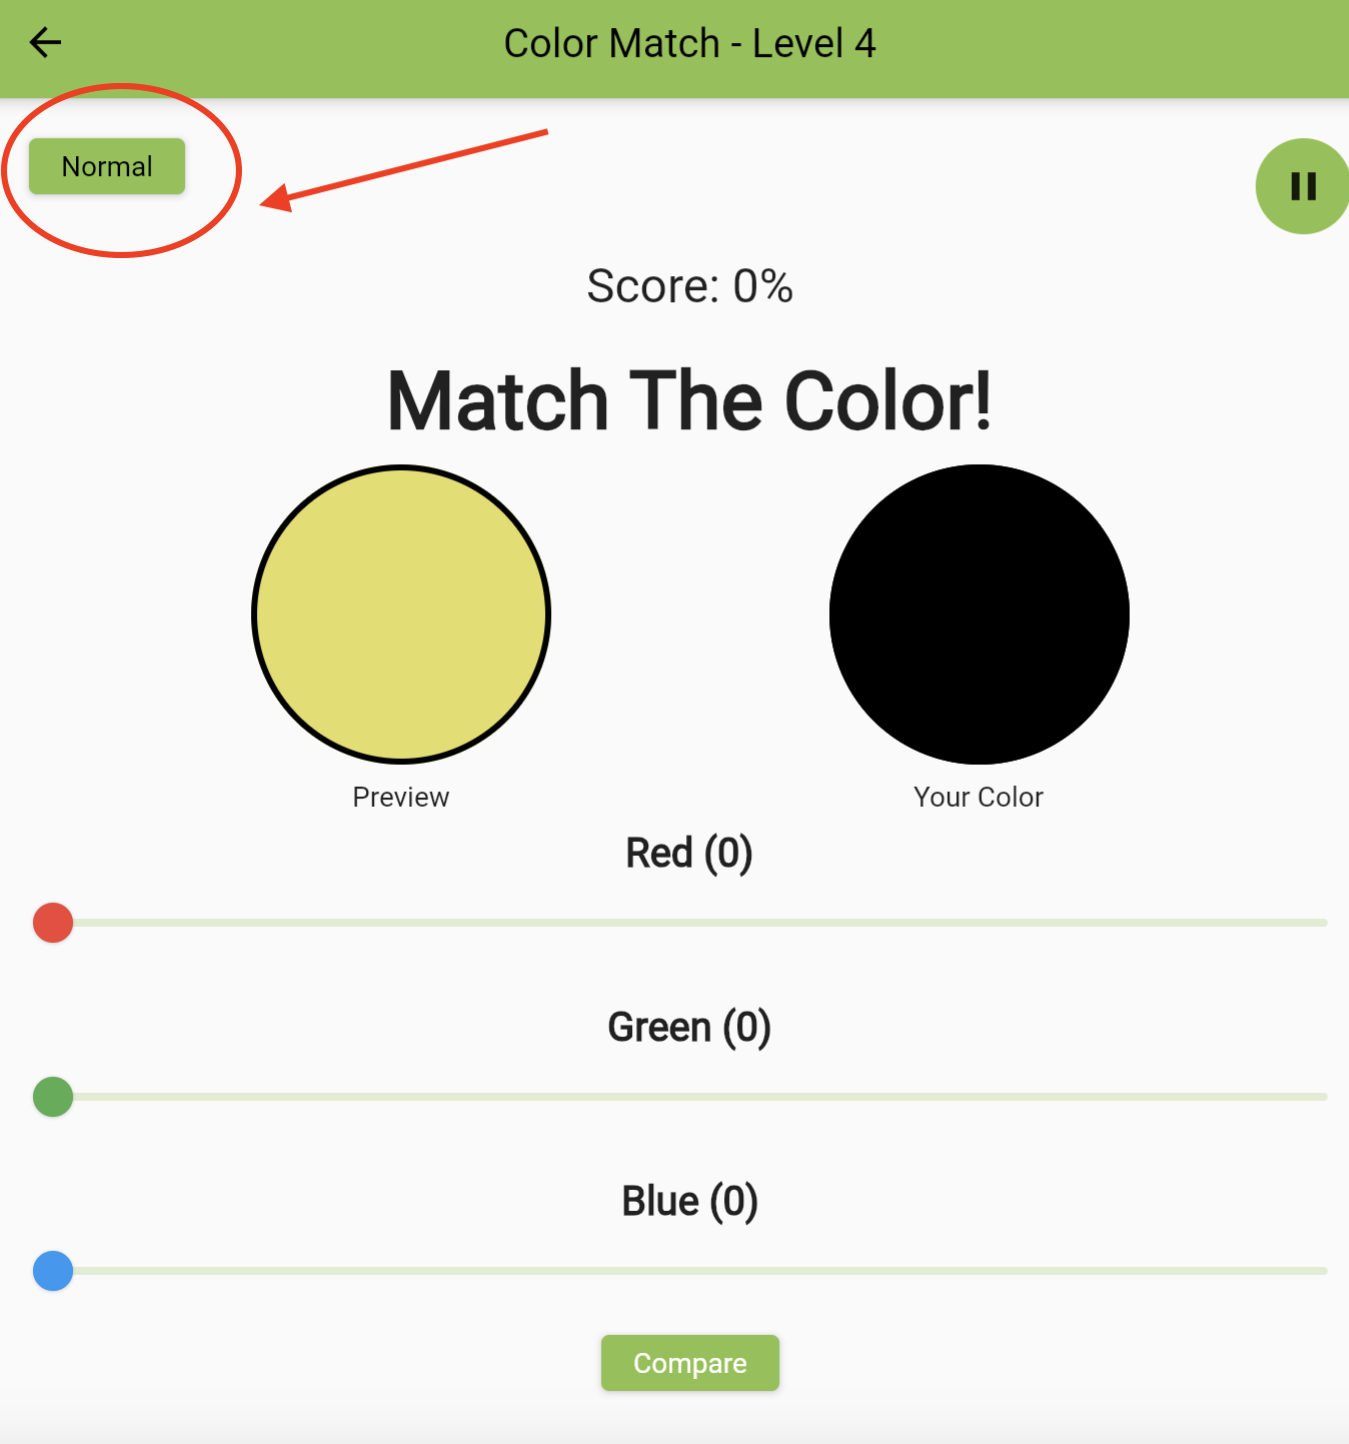 Color Match - Level 4
Normal
Score: 0%
Match The Color!
Preview
Your Color
Red (0)
Green (0)
Blue (0)
Compare